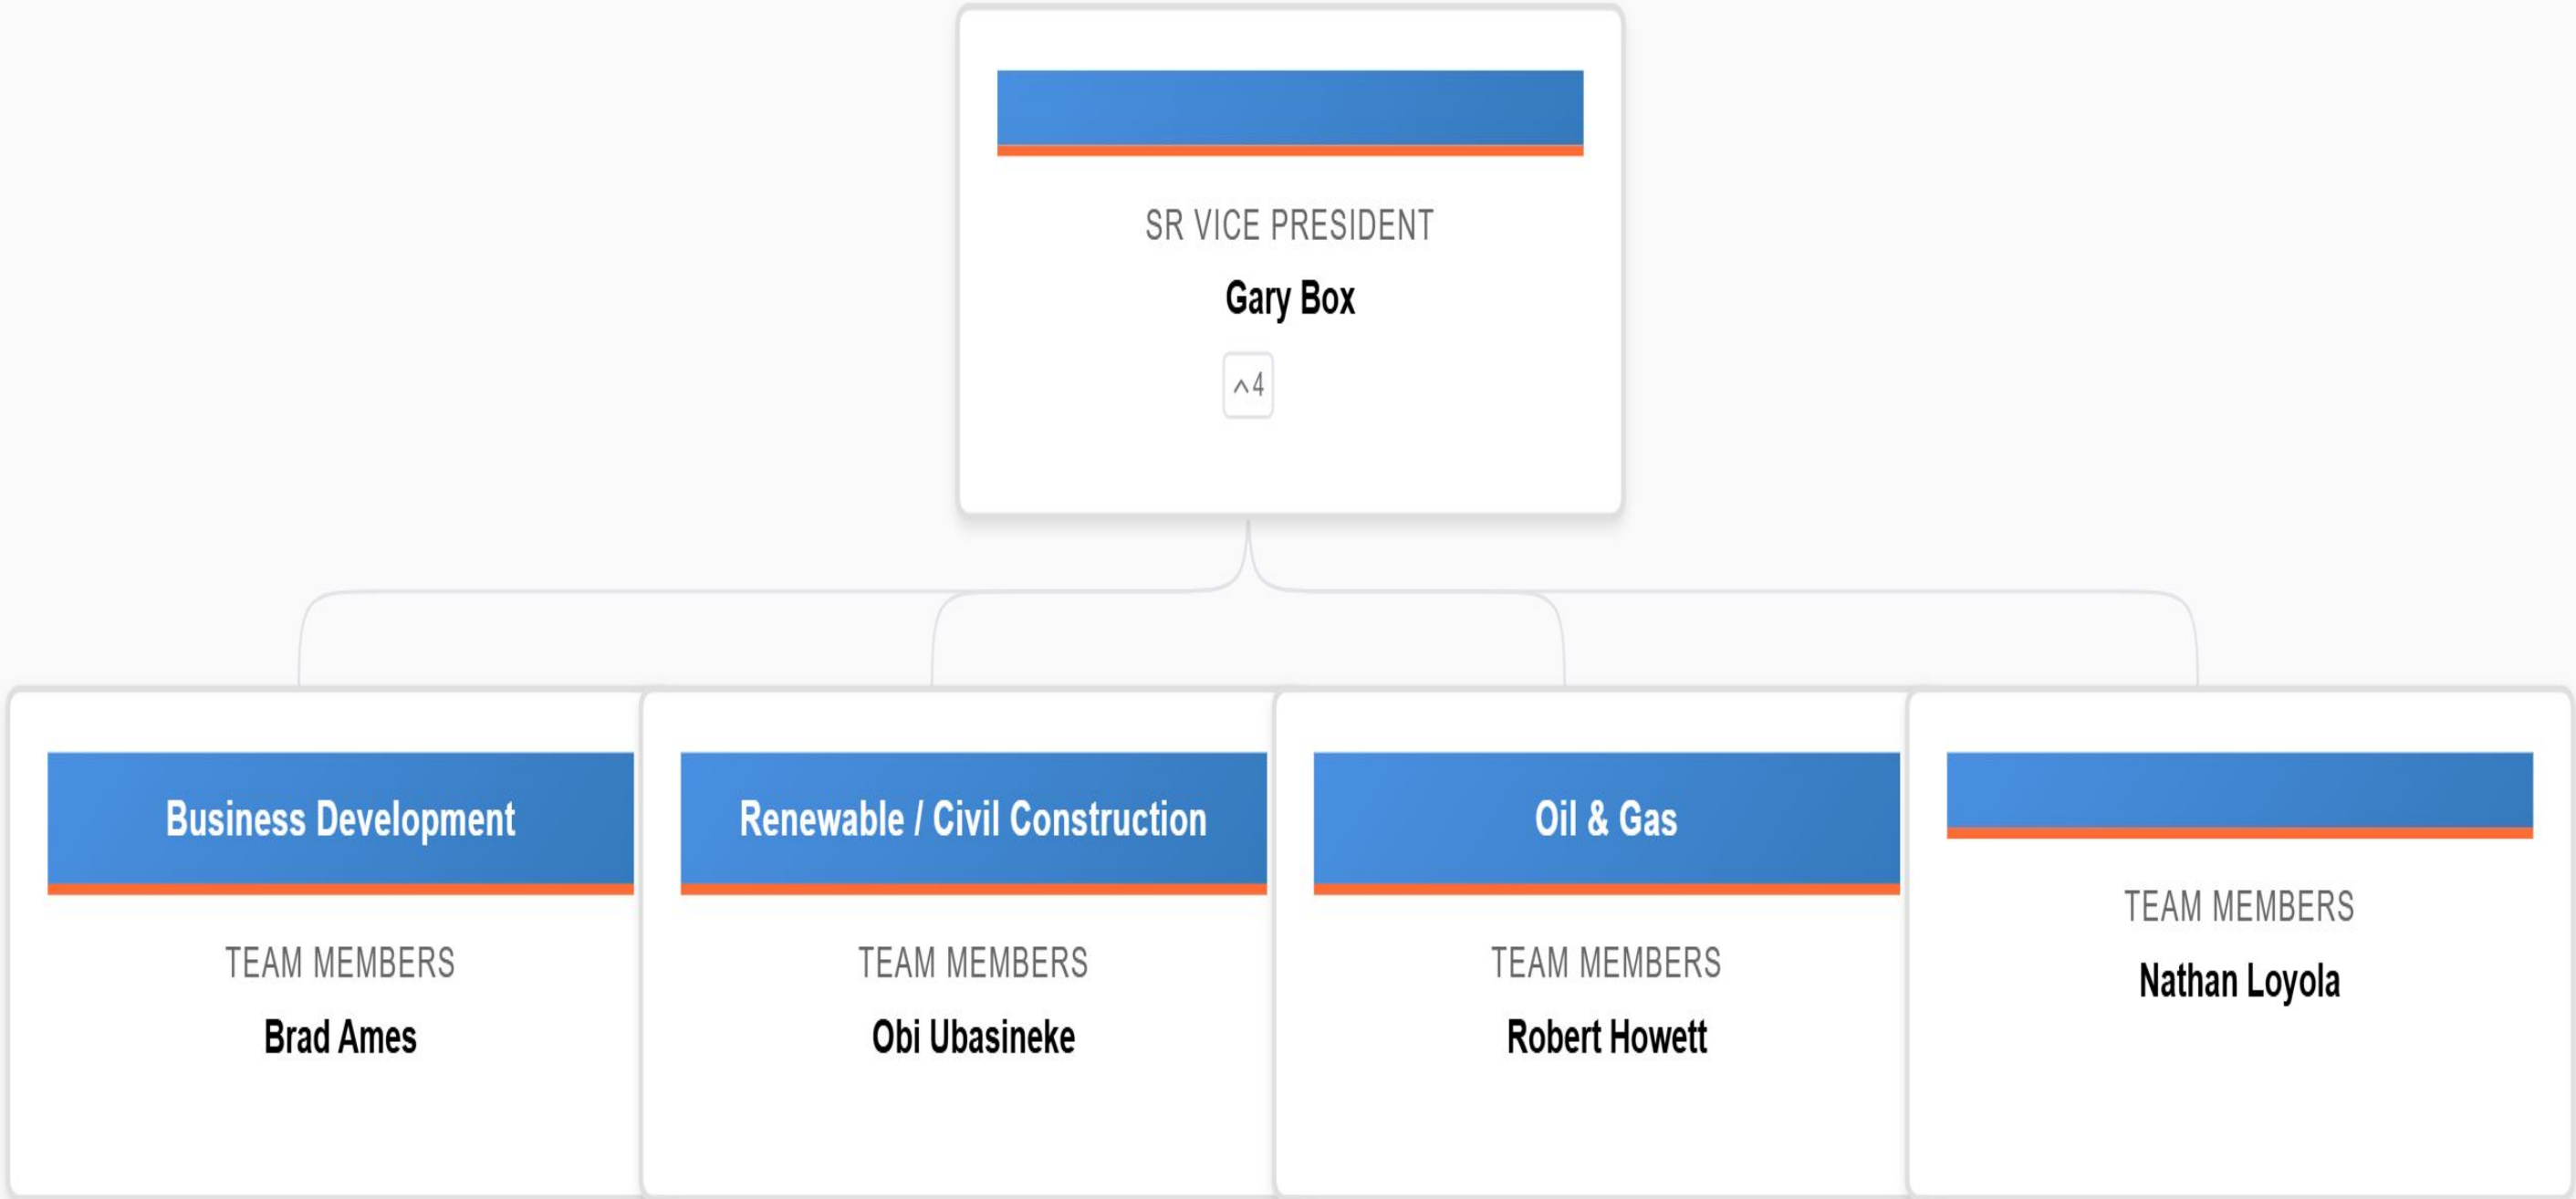 SR VICE PRESIDENT
Gary Box
^4
Business Development
TEAM MEMBERS
Brad Ames
Renewable / Civil Construction
TEAM MEMBERS
Obi Ubasineke
Oil & Gas
TEAM MEMBERS
Robert Howett
TEAM MEMBERS
Nathan Loyola